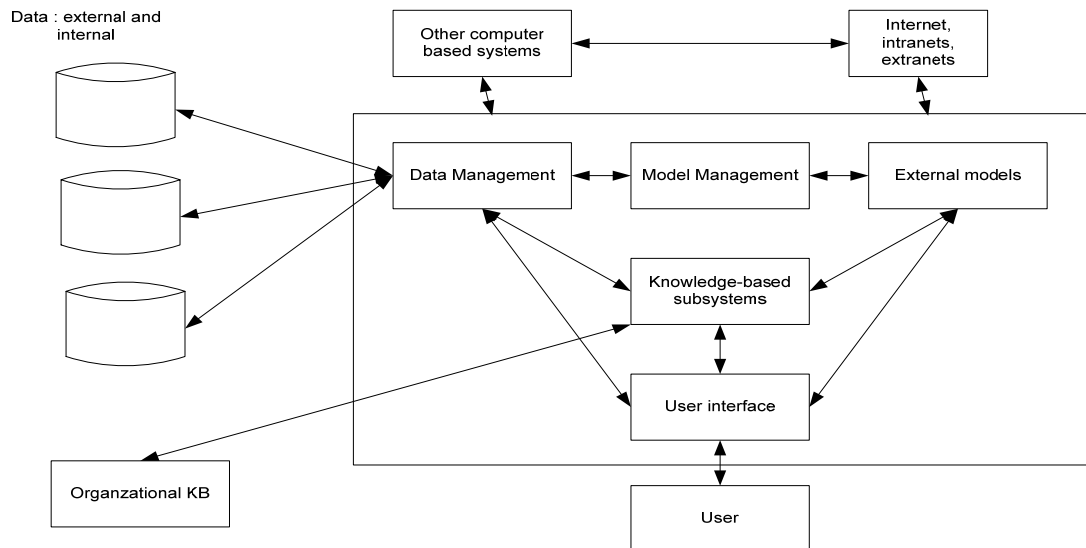 Data : external and
internal
Other computer
based systems
Internet,
intranets,
extranets
Data Management
Model Management
External models
Knowledge-based
subsystems
User interface
Organzational KB
User